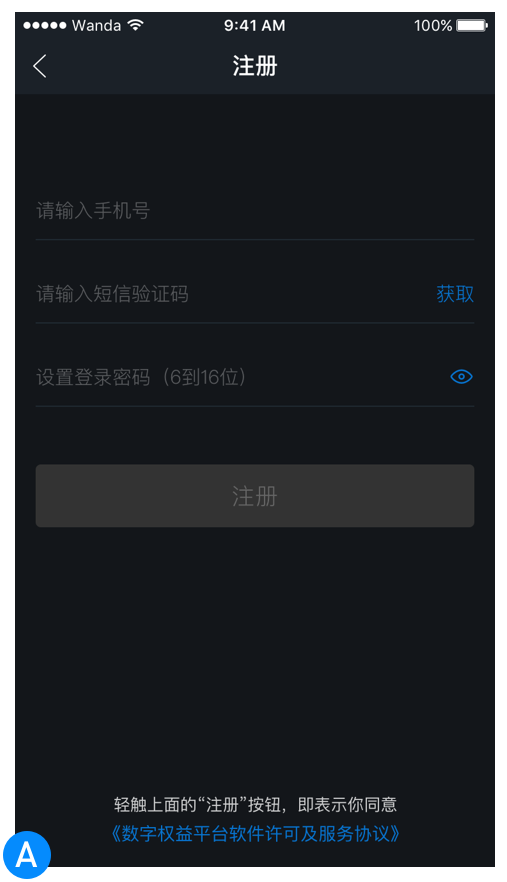 Wanda 9:41 AM 100%
注册
请输入手机号
请输入短信验证码 获取
设置登录密码（6到16位）
注册
轻触上面的“注册”按钮，即表示你同意
《数字权益平台软件许可及服务协议》
A